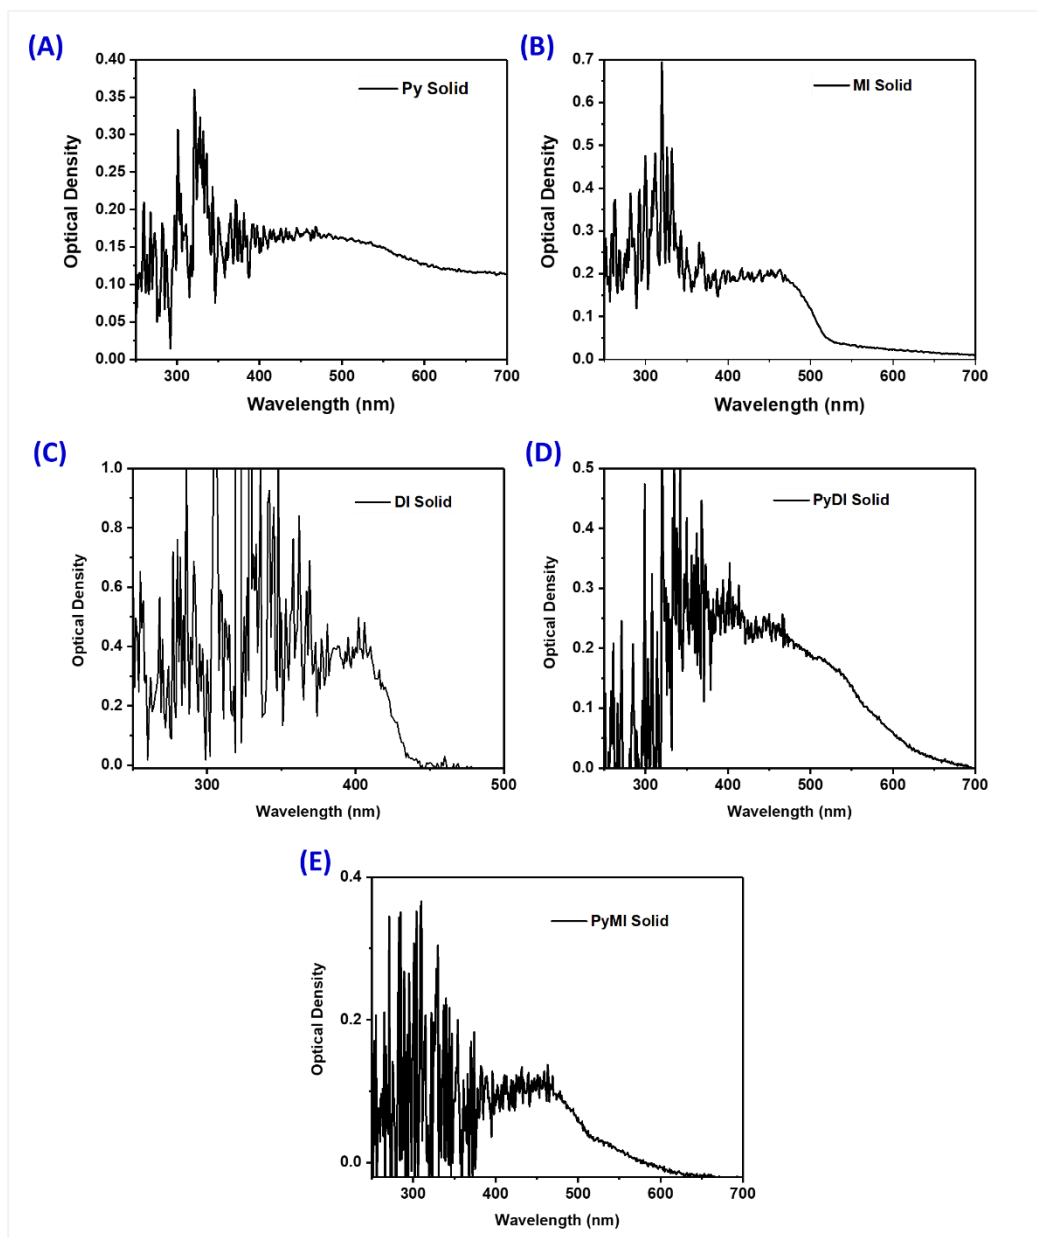 (A)
0.40
0.35
0.30
0.25
0.20
0.15
0.10
0.05
0.00
Optical Density
Py Solid
300 400 500 600 700
Wavelength (nm)
(B)
0.7
0.6
0.5
0.4
0.3
0.2
0.1
0.0
Optical Density
MI Solid
300 400 500 600 700
Wavelength (nm)
(C)
1.0
0.8
0.6
0.4
0.2
0.0
Optical Density
DI Solid
300 400 500
Wavelength (nm)
(D)
0.5
0.4
0.3
0.2
0.1
0.0
Optical Density
PyDI Solid
300 400 500 600 700
Wavelength (nm)
(E)
0.4
0.2
0.0
Optical Density
PyMI Solid
300 400 500 600 700
Wavelength (nm)